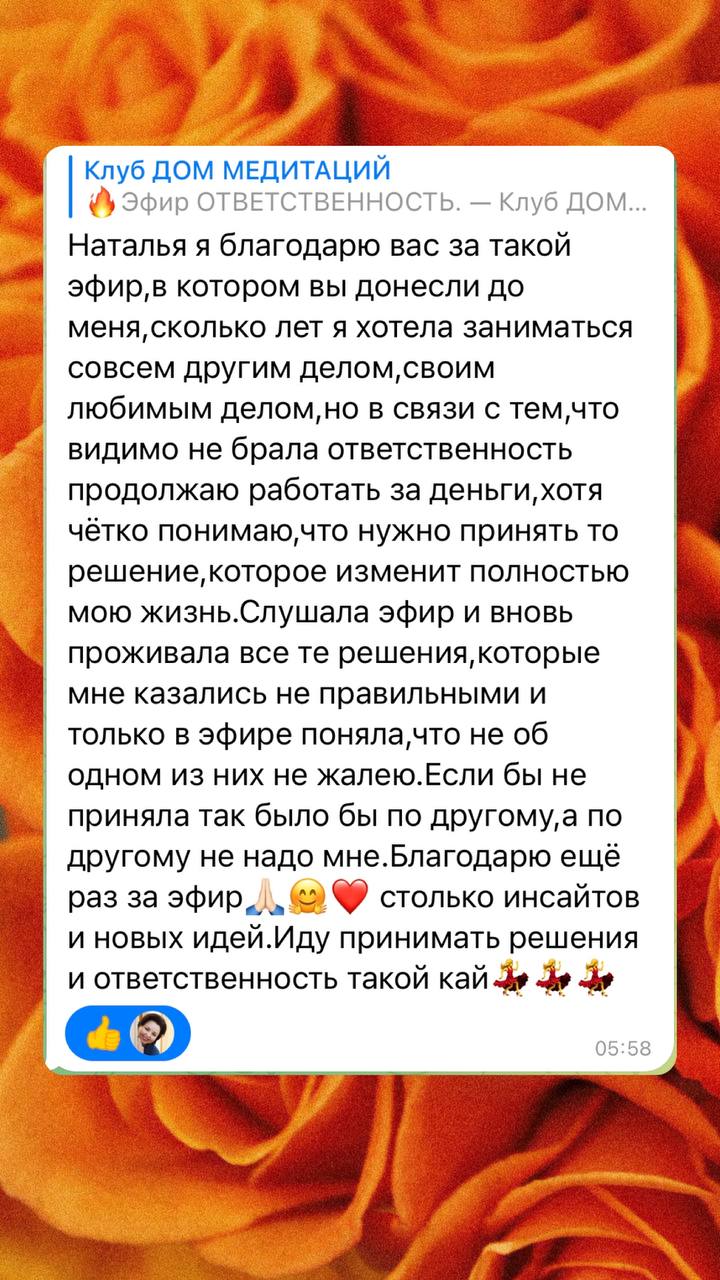 Клуб ДОМ МЕДИТАЦИЙ
🔥Эфир ОТВЕТСТВЕННОСТЬ. — Клуб ДОМ...
Наталья я благодарю вас за такой
эфир,в котором вы донесли до
меня,сколько лет я хотела заниматься
совсем другим делом,своим
любимым делом,но в связи с тем,что
видимо не брала ответственность
продолжаю работать за деньги,хотя
чётко понимаю,что нужно принять то
решение,которое изменит полностью
мою жизнь.Слушала эфир и вновь
проживала все те решения,которые
мне казались не правильными и
только в эфире поняла,что не об
одном из них не жалею.Если бы не
приняла так было бы по другому,а по
другому не надо мне.Благодарю ещё
раз за эфир🙏🏻🤗❤️ столько инсайтов
и новых идей.Иду принимать решения
и ответственность такой кай💃💃💃
👍
05:58